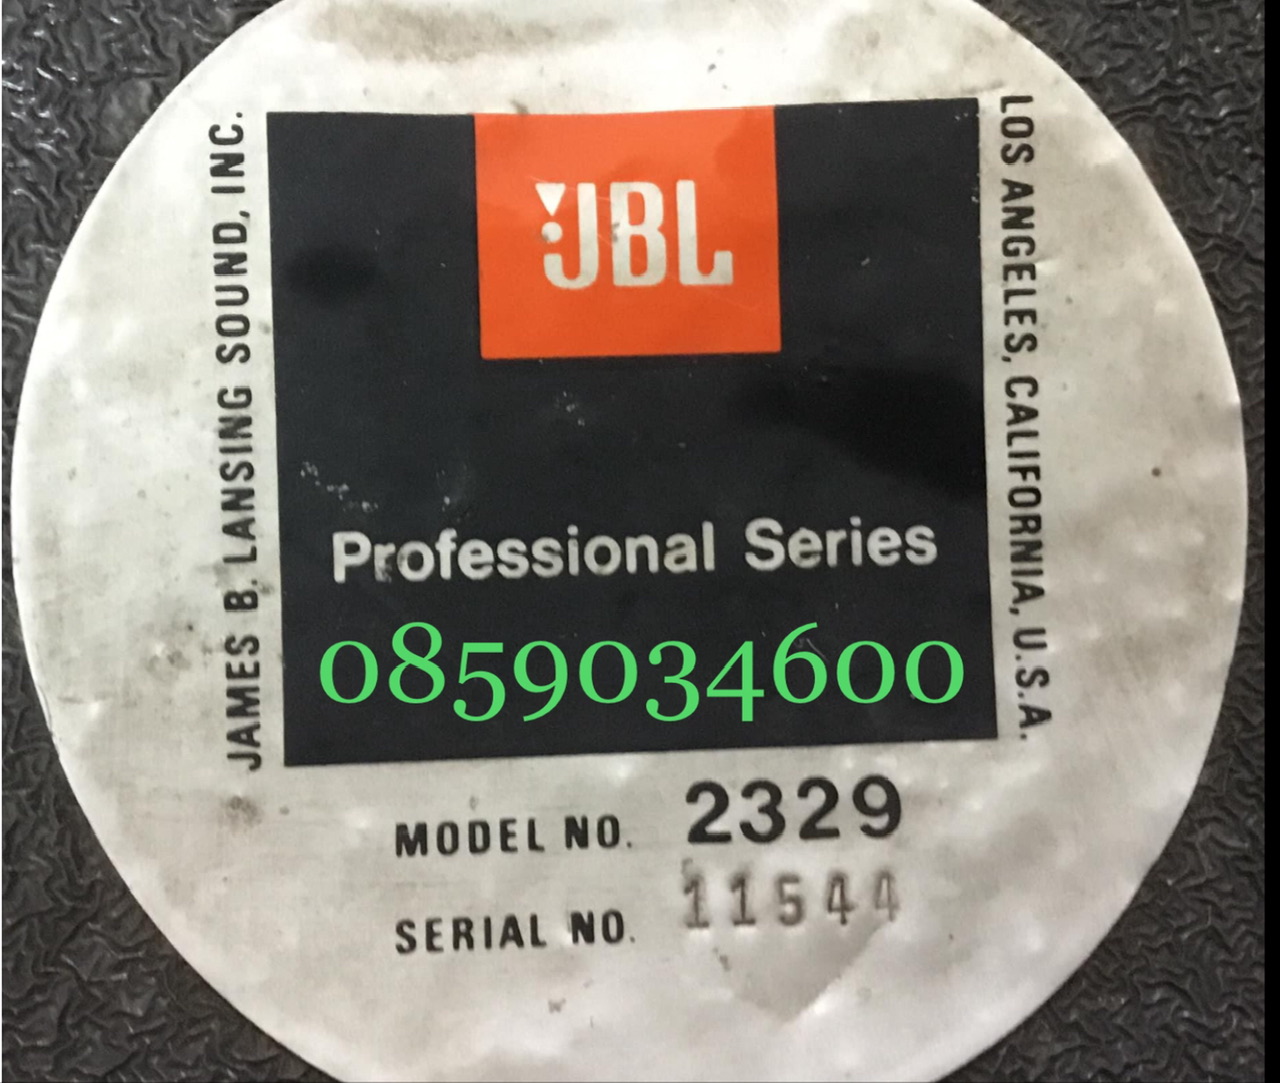 JAMES B. LANSING SOUND, INC.
JBL
LOS ANGELES, CALIFORNIA, U.S.A.
Professional Series
0859034600
MODEL NO. 2329
SERIAL NO. 11544